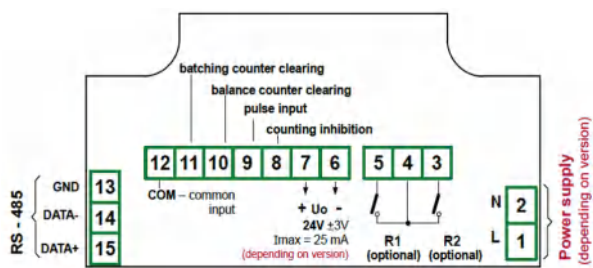 batching counter clearing
balance counter clearing
pulse input
counting inhibition
12 11 10 9 8 7 6 5 4 3
COM – common
input
+ Uo -
24V ±3V
Imax = 25 mA
(depending on version)
R1
(optional)
R2
(optional)
RS - 485
GND 13
DATA- 14
DATA+ 15
N 2
L 1
Power supply
(depending on version)